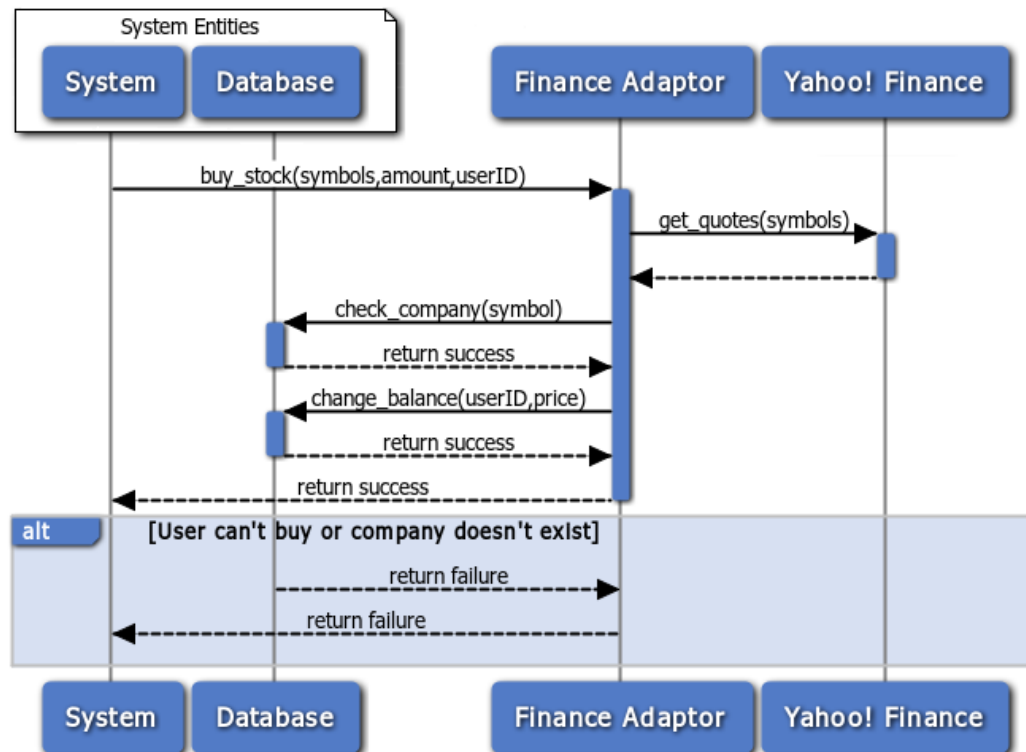 System Entities
System
Database
Finance Adaptor
Yahoo! Finance
buy_stock(symbols,amount,userID)
get_quotes(symbols)
check_company(symbol)
return success
change_balance(userID,price)
return success
return success
alt
[User can't buy or company doesn't exist]
return failure
return failure
System
Database
Finance Adaptor
Yahoo! Finance